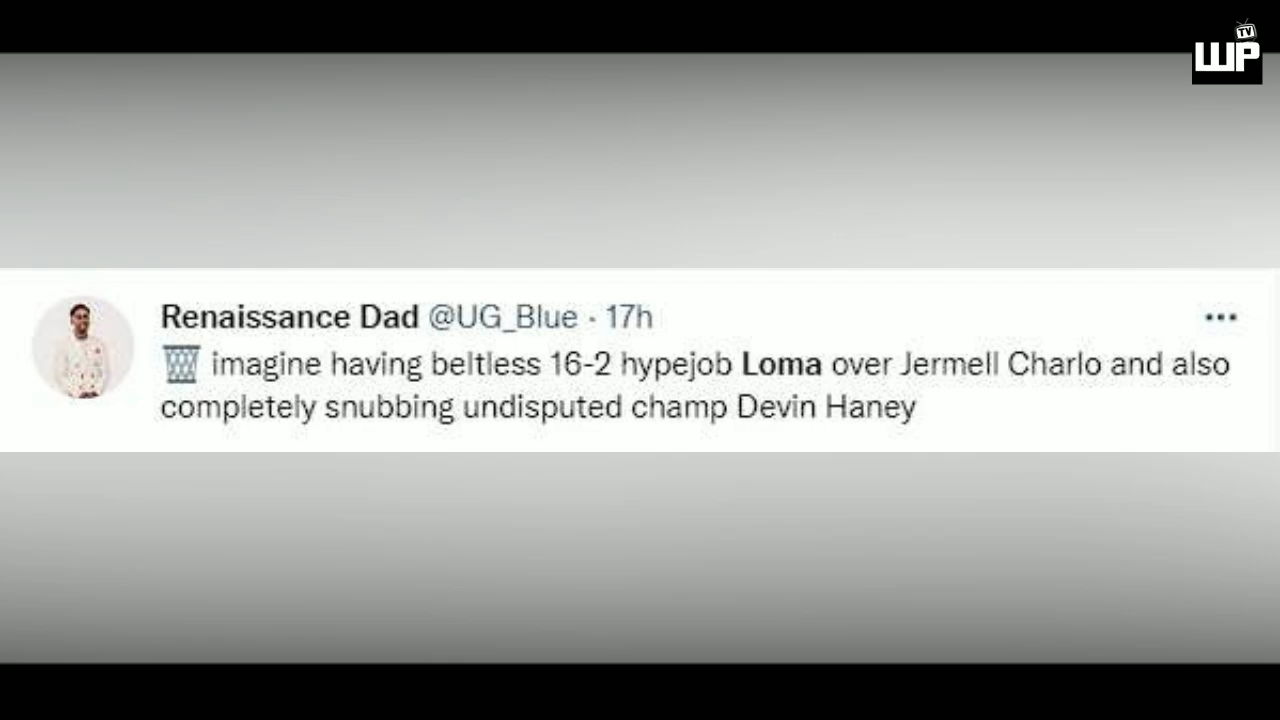 TV
WP
Renaissance Dad @UG_Blue · 17h
🗑 imagine having beltless 16-2 hypejob Loma over Jermell Charlo and also
completely snubbing undisputed champ Devin Haney